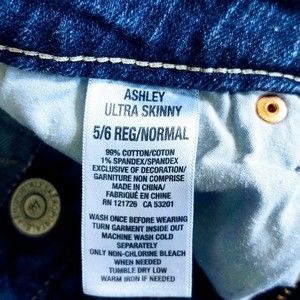 ASHLEY
ULTRA SKINNY
5/6 REG/NORMAL
99% COTTON/COTTON
1% SPANDEX/SPANDEX
EXCLUSIVE OF DECORATION/
GARNITURE NON COMPRISE
MADE IN CHINA/
FABRIQUÉ EN CHINE
RN 121726 CA 53201
WASH ONCE BEFORE WEARING
TURN GARMENT INSIDE OUT
MACHINE WASH COLD
SEPARATELY
ONLY NON-CHLORINE BLEACH
WHEN NEEDED
TUMBLE DRY LOW
WARM IRON IF NEEDED